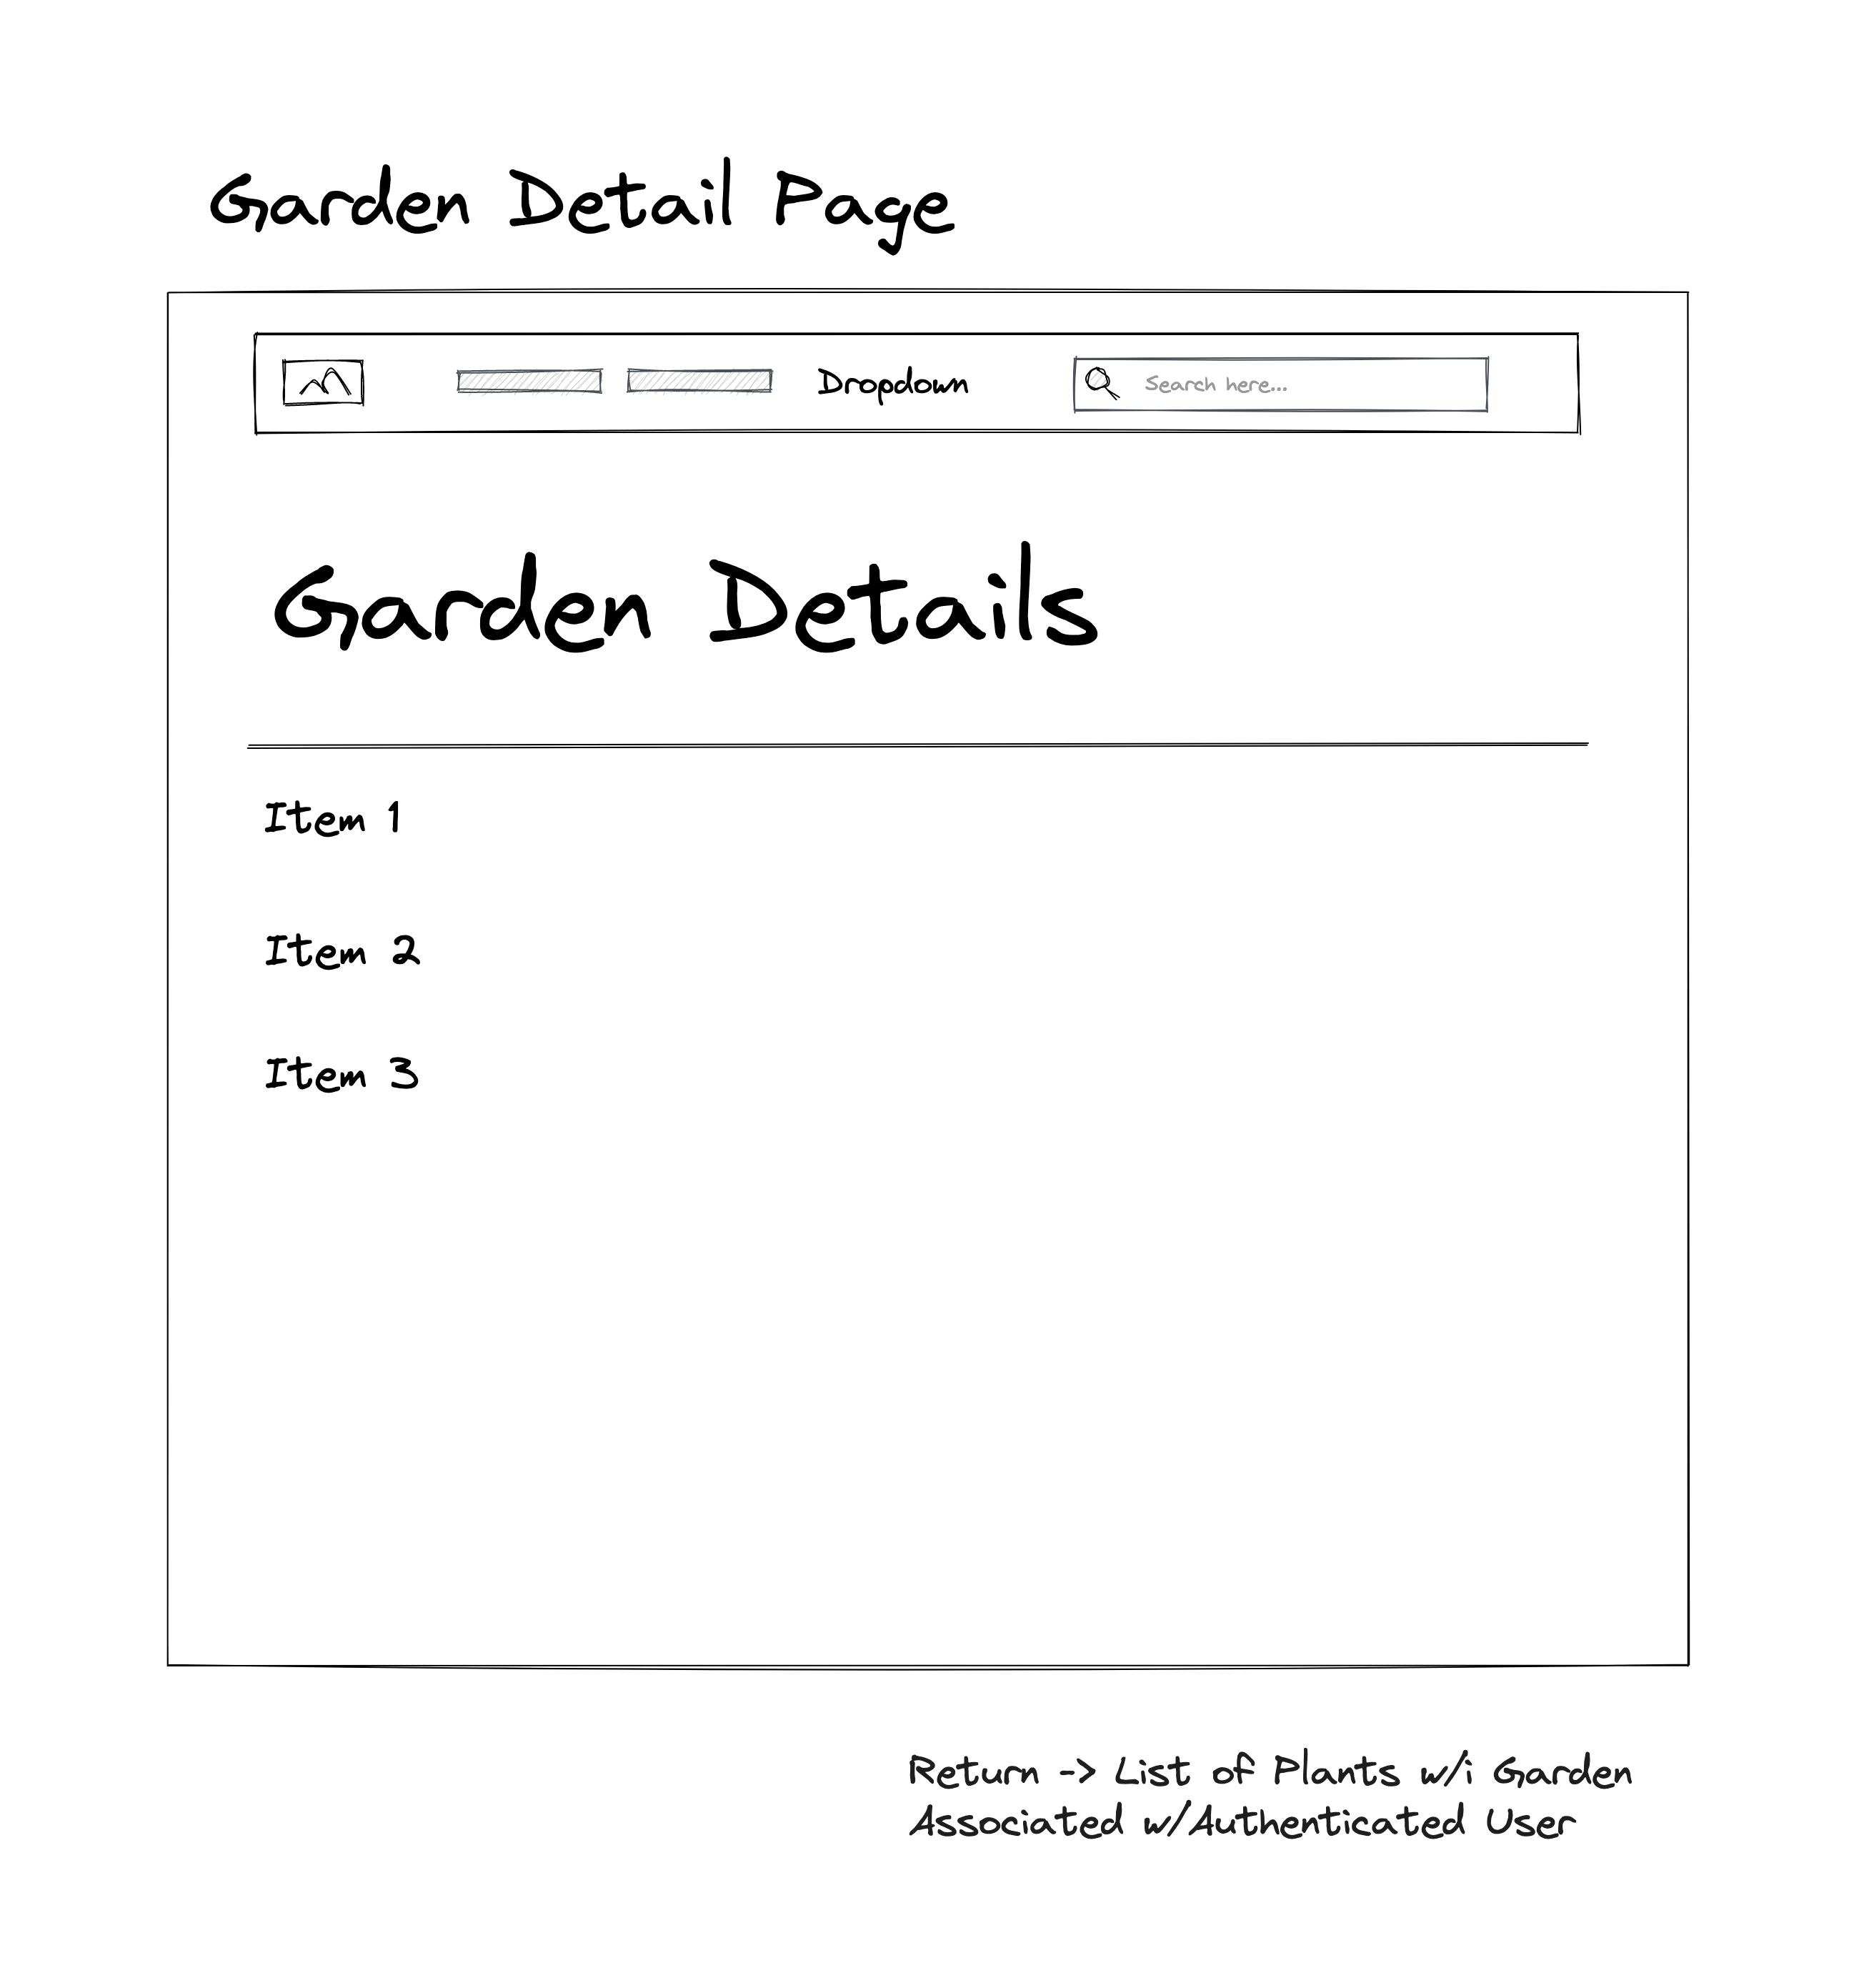 Garden Detail Page
Dropdown
Search here...
Garden Details
Item 1
Item 2
Item 3
Return -> List of Plants w/i Garden
Associated w/Authenticated User